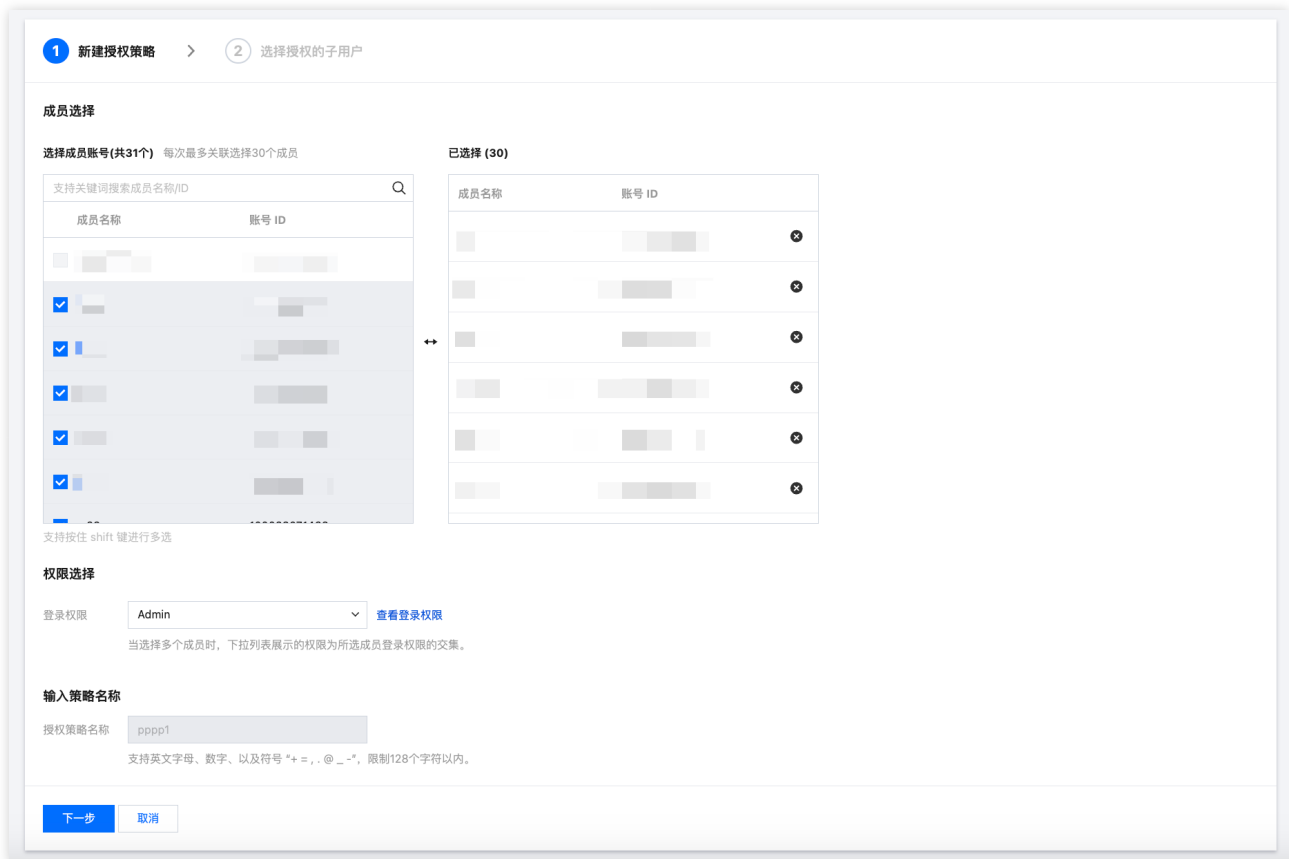 1 新建授权策略 2 选择授权的子用户
成员选择
选择成员账号(共31个) 每次最多关联选择30个成员
已选择 (30)
支持关键词搜索成员名称/ID
成员名称 账号 ID
成员名称 账号 ID
支持按住 shift 键进行多选
权限选择
登录权限 Admin 查看登录权限
当选择多个成员时，下拉列表展示的权限为所选成员登录权限的交集。
输入策略名称
授权策略名称 pppp1
支持英文字母、数字、以及符号 “+ = , . @ _ -”，限制128个字符以内。
下一步 取消